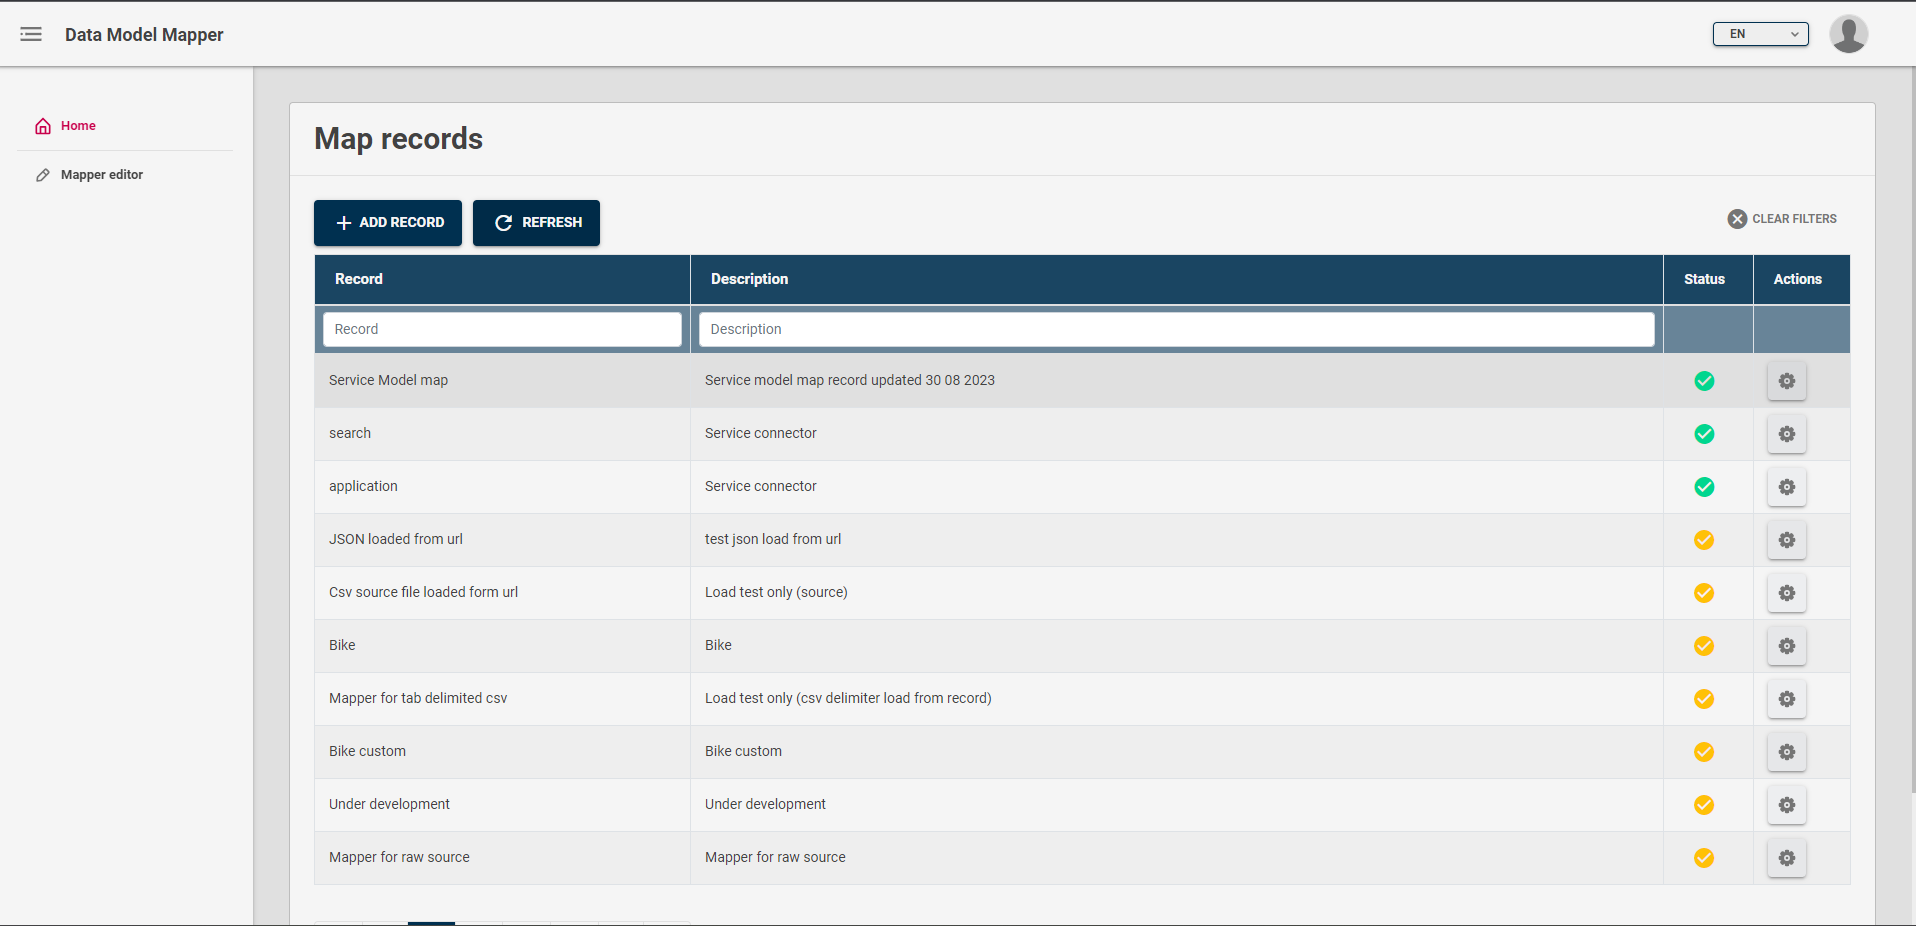 Data Model Mapper
EN
Home
Mapper editor
Map records
ADD RECORD
REFRESH
CLEAR FILTERS
Record Description Status Actions
Record Description
Service Model map Service model map record updated 30 08 2023
search Service connector
application Service connector
JSON loaded from url test json load from url
Csv source file loaded form url Load test only (source)
Bike Bike
Mapper for tab delimited csv Load test only (csv delimiter load from record)
Bike custom Bike custom
Under development Under development
Mapper for raw source Mapper for raw source